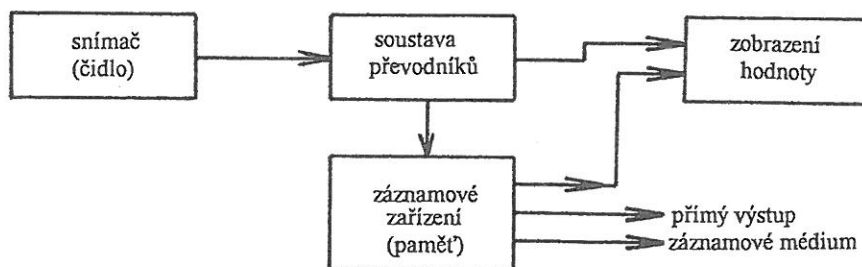 snímač
(čidlo)
soustava
převodníků
zobrazení
hodnoty
záznamové
zařízení
(paměť)
přímý výstup
záznamové médium